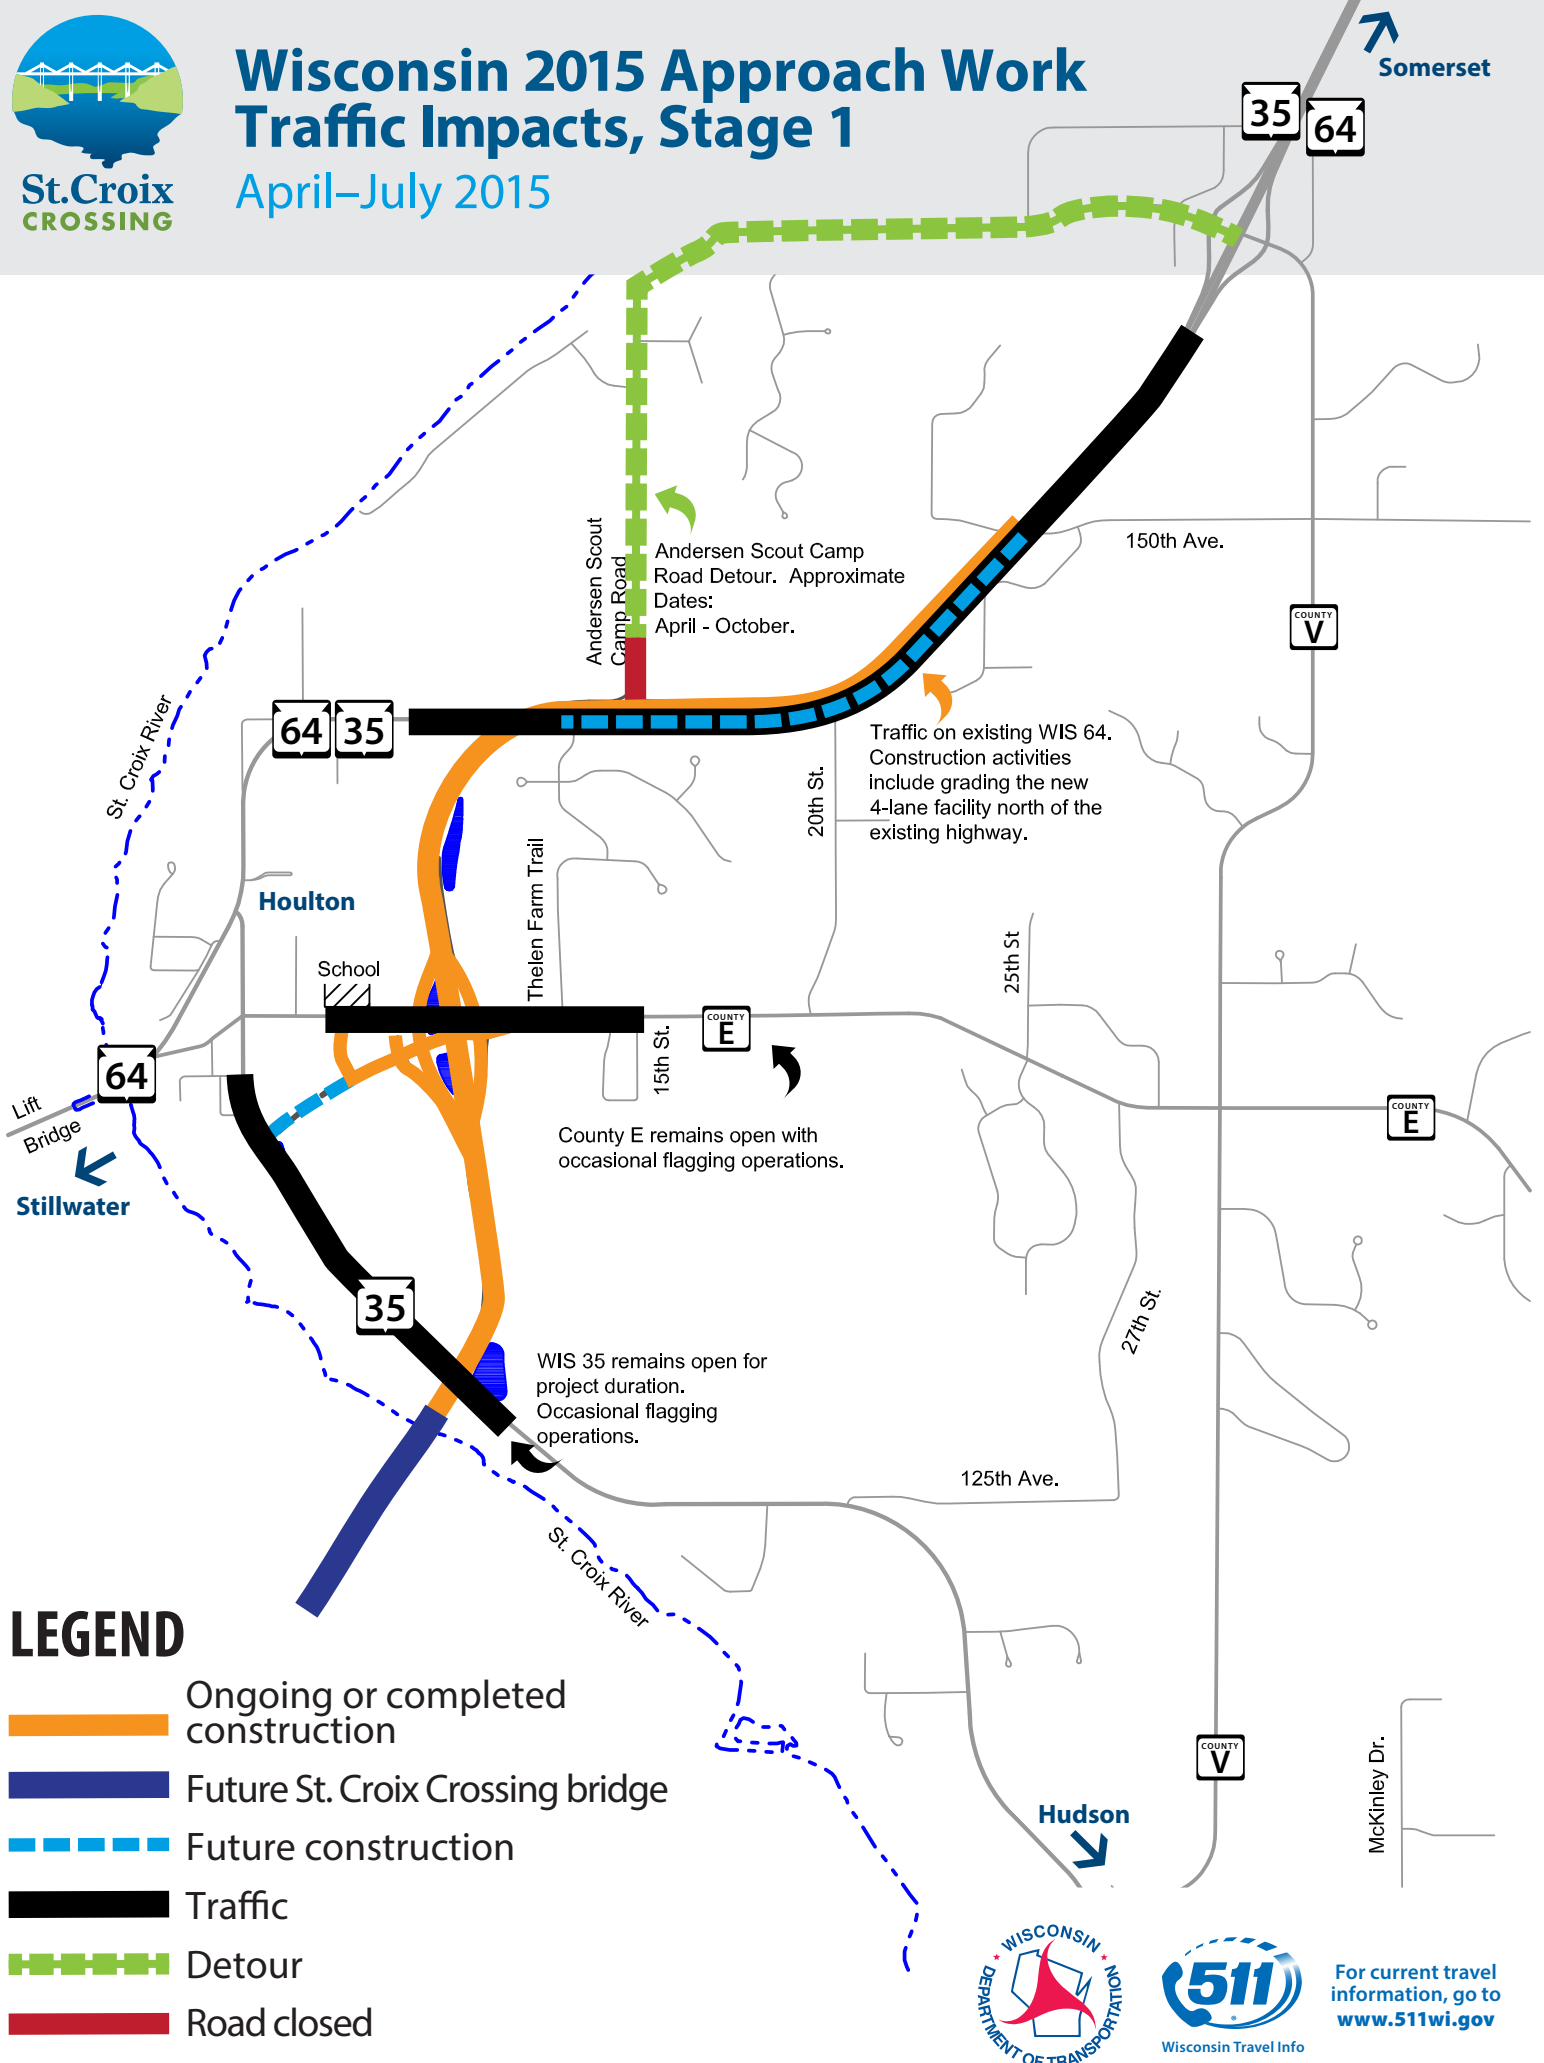 St.Croix
CROSSING
Wisconsin 2015 Approach Work
Traffic Impacts, Stage 1
April–July 2015
Somerset
35
64
Andersen Scout
Camp Road
Andersen Scout Camp
Road Detour. Approximate
Dates:
April - October.
150th Ave.
COUNTY
V
St. Croix River
64
35
Traffic on existing WIS 64.
Construction activities
include grading the new
4-lane facility north of the
existing highway.
20th St.
Thelen Farm Trail
Houlton
School
25th St
COUNTY
E
15th St.
64
Lift
Bridge
Stillwater
County E remains open with
occasional flagging operations.
COUNTY
E
35
27th St.
WIS 35 remains open for
project duration.
Occasional flagging
operations.
125th Ave.
St. Croix River
LEGEND
Ongoing or completed
construction
Future St. Croix Crossing bridge
Future construction
Traffic
Detour
Road closed
COUNTY
V
McKinley Dr.
Hudson
WISCONSIN
DEPARTMENT OF TRANSPORTATION
511
Wisconsin Travel Info
For current travel
information, go to
www.511wi.gov